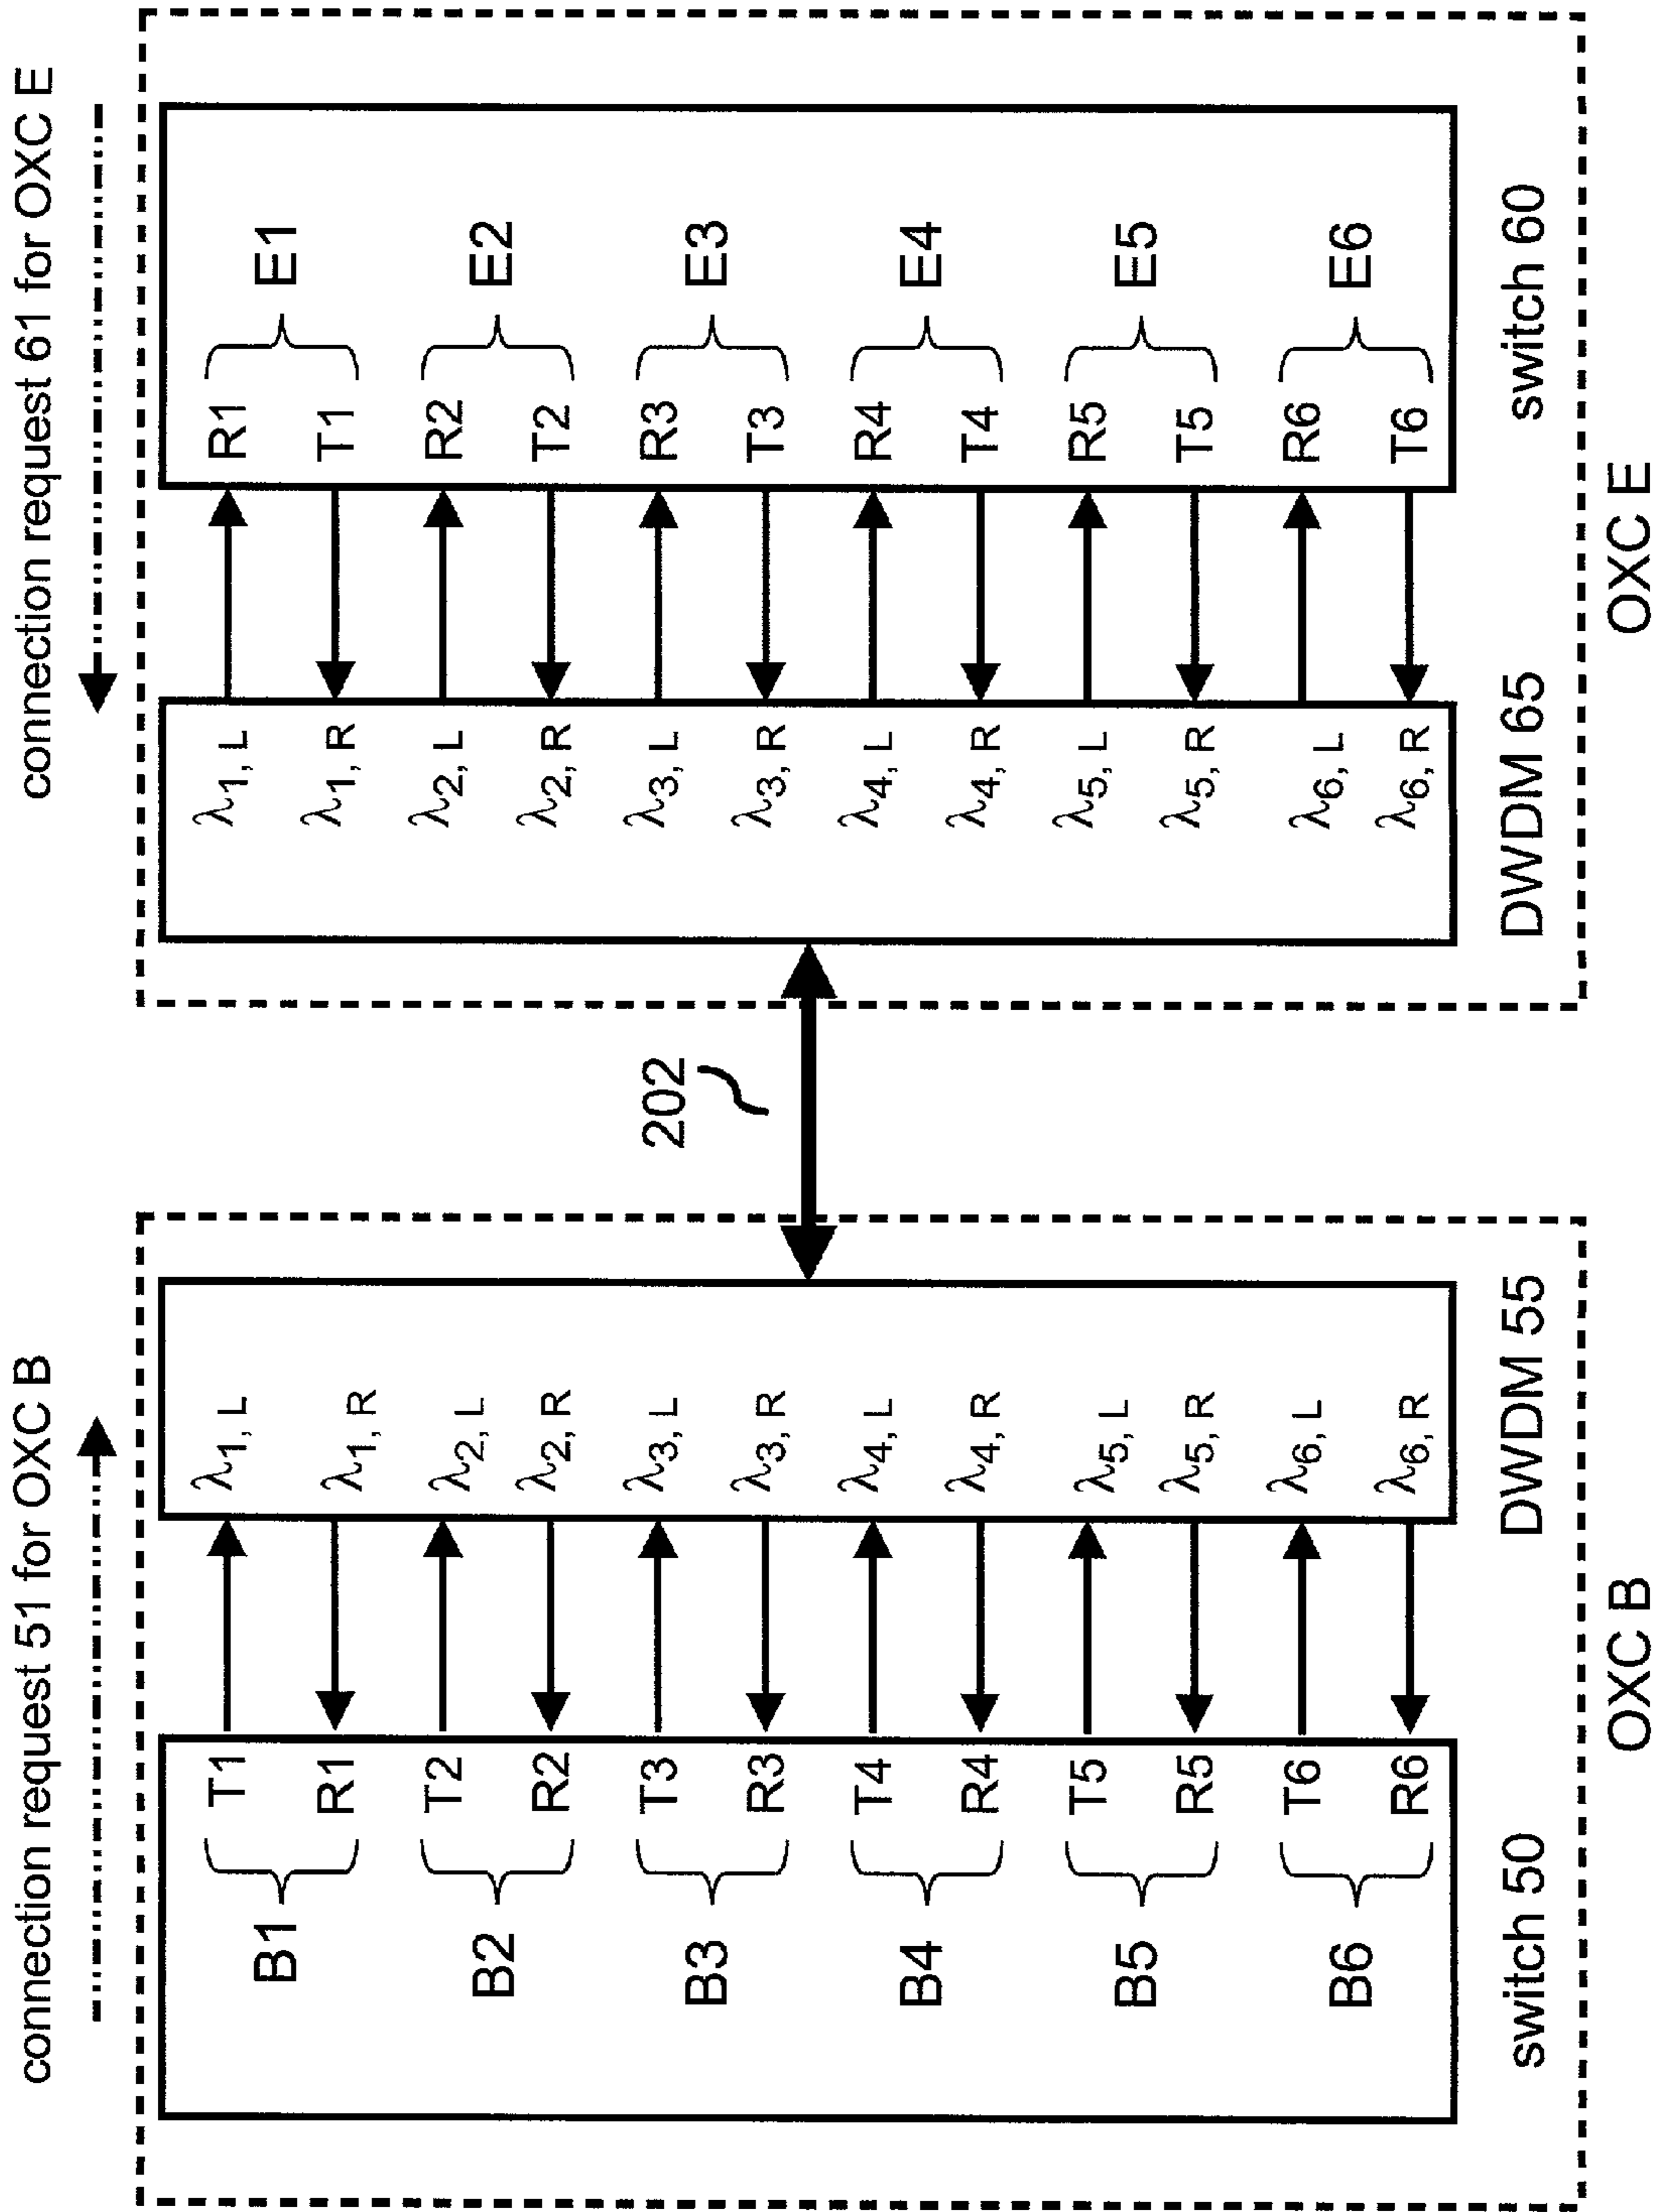 connection request 51 for OXC B
connection request 61 for OXC E
B1
T1
R1
B2
T2
R2
B3
T3
R3
B4
T4
R4
B5
T5
R5
B6
T6
R6
switch 50
λ1, L
λ1, R
λ2, L
λ2, R
λ3, L
λ3, R
λ4, L
λ4, R
λ5, L
λ5, R
λ6, L
λ6, R
DWDM 55
OXC B
202
λ1, L
λ1, R
λ2, L
λ2, R
λ3, L
λ3, R
λ4, L
λ4, R
λ5, L
λ5, R
λ6, L
λ6, R
DWDM 65
R1
T1
E1
R2
T2
E2
R3
T3
E3
R4
T4
E4
R5
T5
E5
R6
T6
E6
switch 60
OXC E